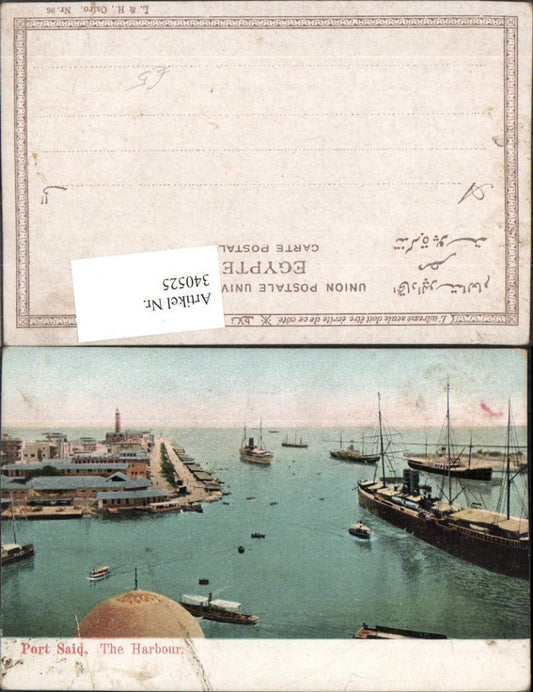 L'adresse seule doit être écrite de ce côté.
UNION POSTALE UNIV
EGYPTE
CARTE POSTAL
Artikel Nr.
340525
£5
L. & H., Cairo. Nr. 96
Port Said, The Harbour.